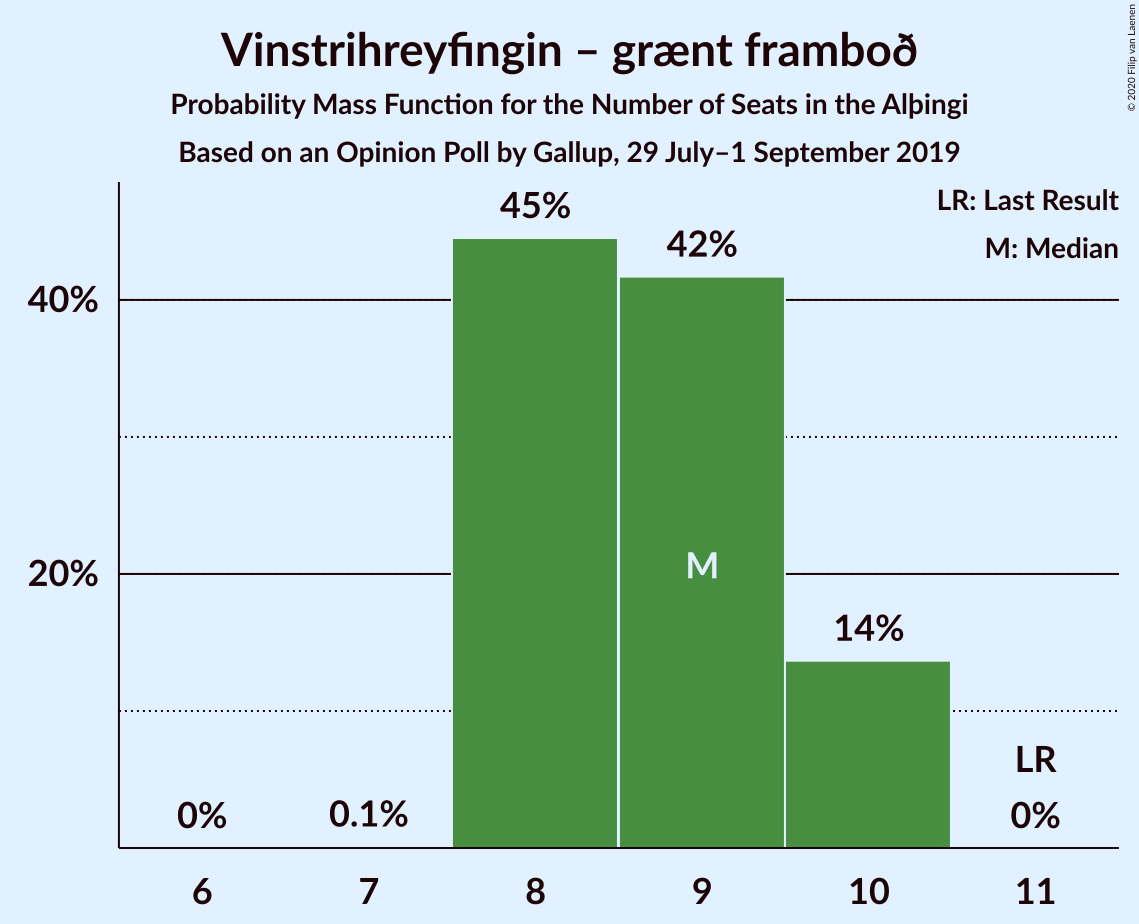 Vinstrihreyfingin – grænt framboð
Probability Mass Function for the Number of Seats in the Alþingi
Based on an Opinion Poll by Gallup, 29 July–1 September 2019
© 2020 Filip van Laenen
LR: Last Result
M: Median
45%
42%
40%
M
20%
14%
LR
0%
0.1%
0%
6
7
8
9
10
11